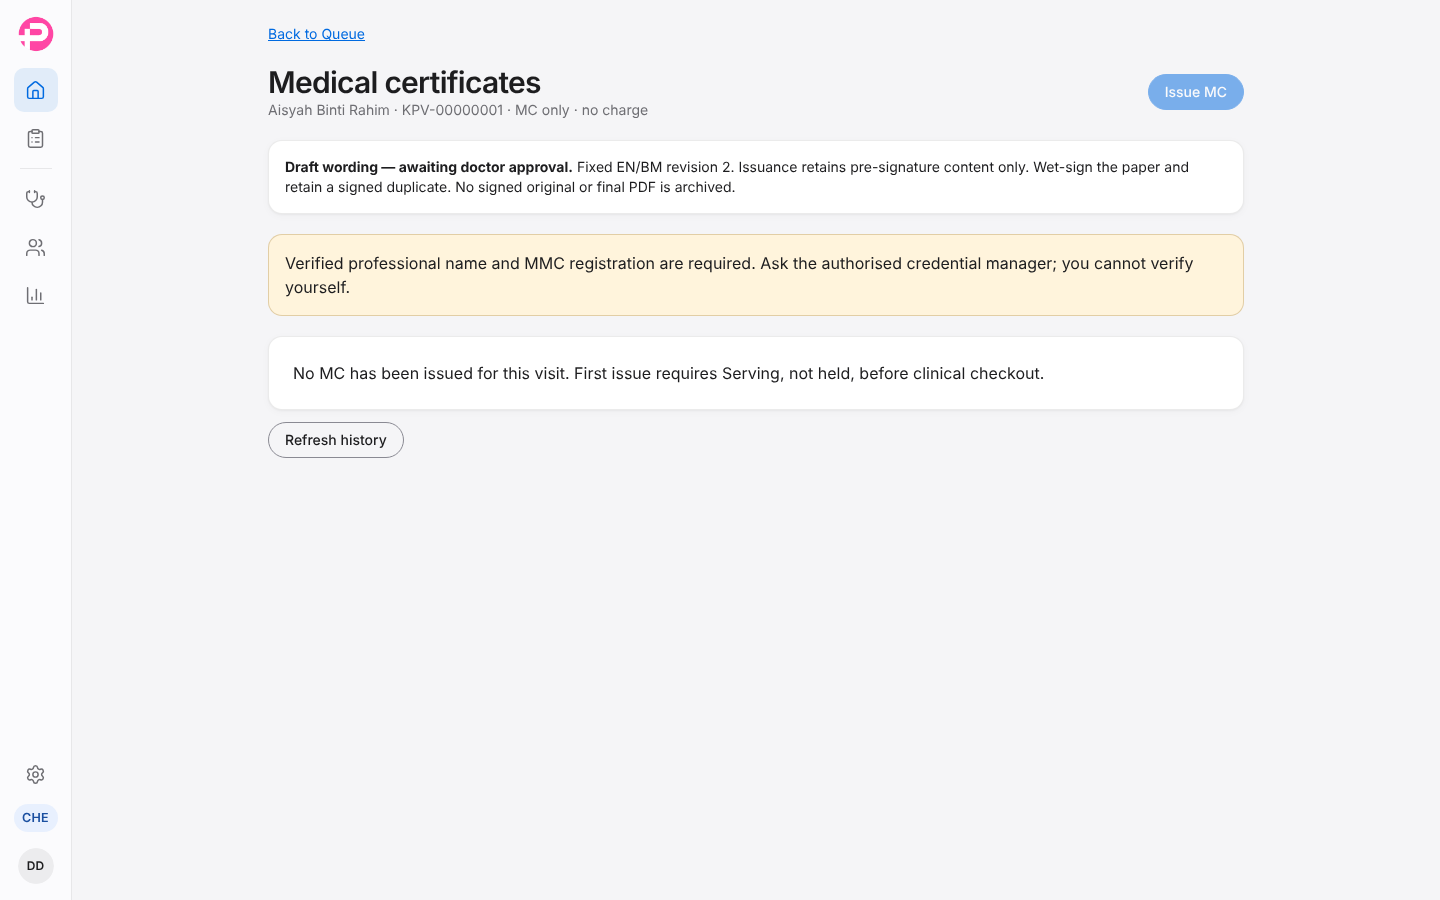 Back to Queue
Medical certificates
Aisyah Binti Rahim · KPV-00000001 · MC only · no charge
Issue MC
Draft wording — awaiting doctor approval. Fixed EN/BM revision 2. Issuance retains pre-signature content only. Wet-sign the paper and
retain a signed duplicate. No signed original or final PDF is archived.
Verified professional name and MMC registration are required. Ask the authorised credential manager; you cannot verify
yourself.
No MC has been issued for this visit. First issue requires Serving, not held, before clinical checkout.
Refresh history
CHE
DD